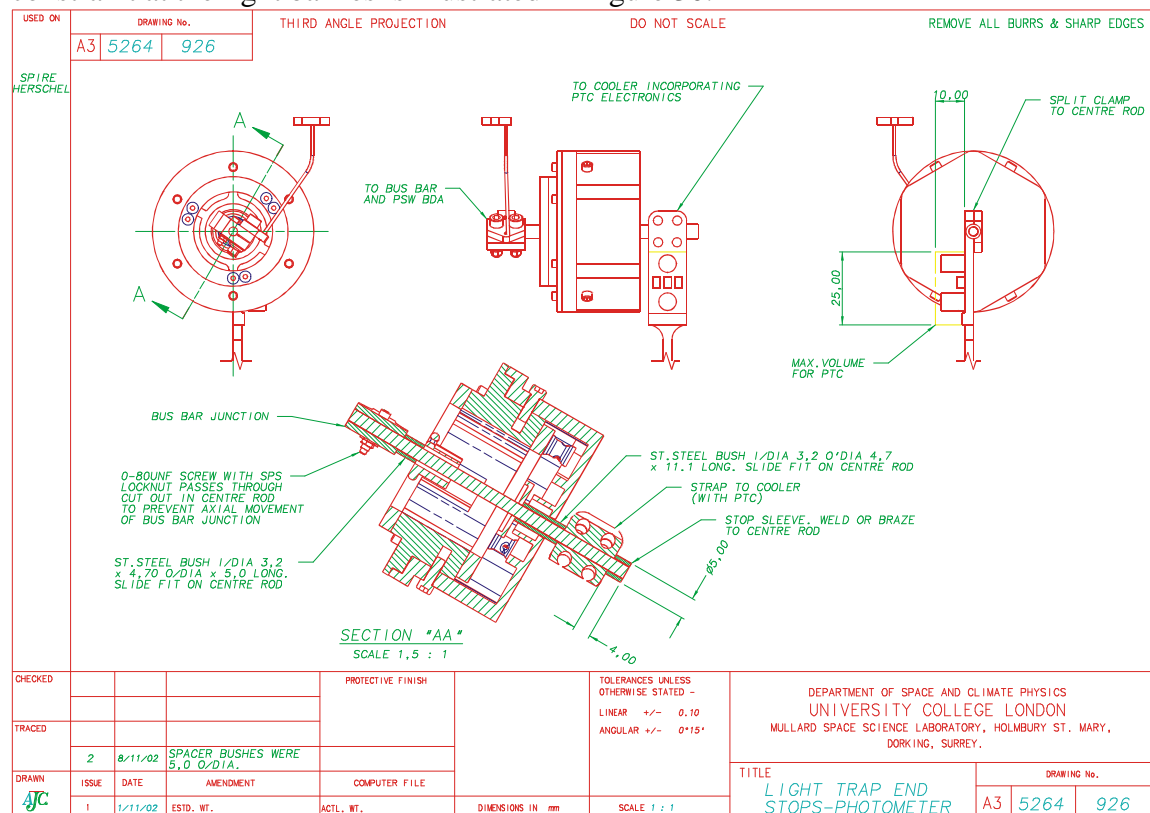 USED ON
DRAWING No.
THIRD ANGLE PROJECTION
DO NOT SCALE
REMOVE ALL BURRS & SHARP EDGES
A3 5264 926
SPIRE
HERSCHEL
TO COOLER INCORPORATING
PTC ELECTRONICS
10,00
SPLIT CLAMP
TO CENTRE ROD
A
TO BUS BAR
AND PSW BDA
A
25,00
MAX.VOLUME
FOR PTC
BUS BAR JUNCTION
0-80UNF SCREW WITH SPS
LOCKNUT PASSES THROUGH
CUT OUT IN CENTRE ROD
TO PREVENT AXIAL MOVEMENT
OF BUS BAR JUNCTION
ST.STEEL BUSH I/DIA 3,2
x 4,70 O/DIA x 5,0 LONG.
SLIDE FIT ON CENTRE ROD
ST.STEEL BUSH I/DIA 3,2 O'DIA 4,7
x 11.1 LONG. SLIDE FIT ON CENTRE ROD
STRAP TO COOLER
(WITH PTC)
STOP SLEEVE. WELD OR BRAZE
TO CENTRE ROD
ø5,00
4,00
SECTION "AA"
SCALE 1,5 : 1
CHECKED
TRACED
DRAWN
AJC
2 8/11/02 SPACER BUSHES WERE
5,0 O/DIA.
ISSUE DATE AMENDMENT
1 1/11/02 ESTD. WT.
PROTECTIVE FINISH
COMPUTER FILE
ACTL. WT.
DIMENSIONS IN mm
TOLERANCES UNLESS
OTHERWISE STATED -
LINEAR +/- 0.10
ANGULAR +/- 0°15'
SCALE 1 : 1
DEPARTMENT OF SPACE AND CLIMATE PHYSICS
UNIVERSITY COLLEGE LONDON
MULLARD SPACE SCIENCE LABORATORY, HOLMBURY ST. MARY,
DORKING, SURREY.
TITLE
LIGHT TRAP END
STOPS-PHOTOMETER
DRAWING No.
A3 5264 926